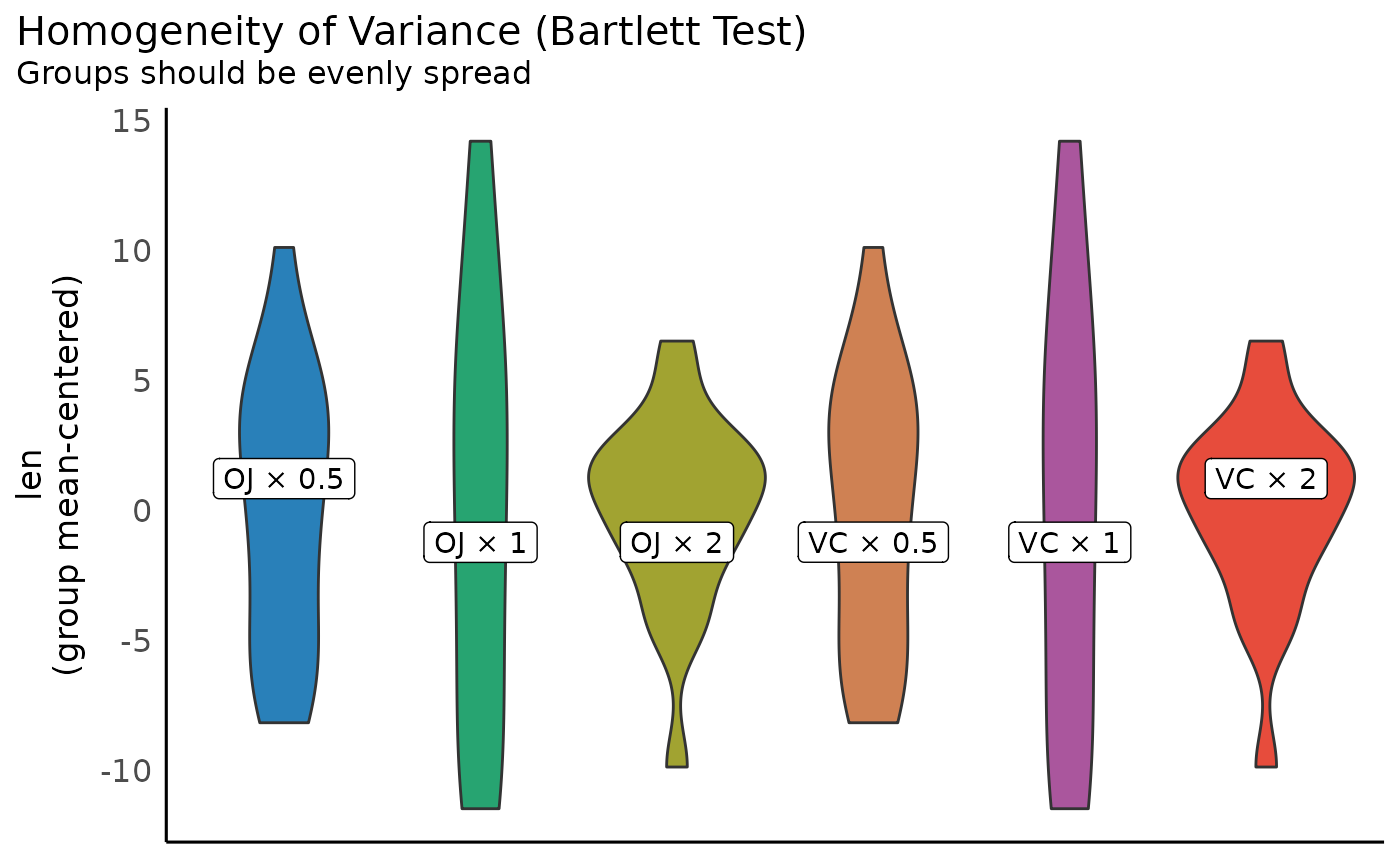 Homogeneity of Variance (Bartlett Test)
Groups should be evenly spread
15
10
5
0
-5
-10
len
(group mean-centered)
OJ × 0.5
OJ × 1
OJ × 2
VC × 0.5
VC × 1
VC × 2